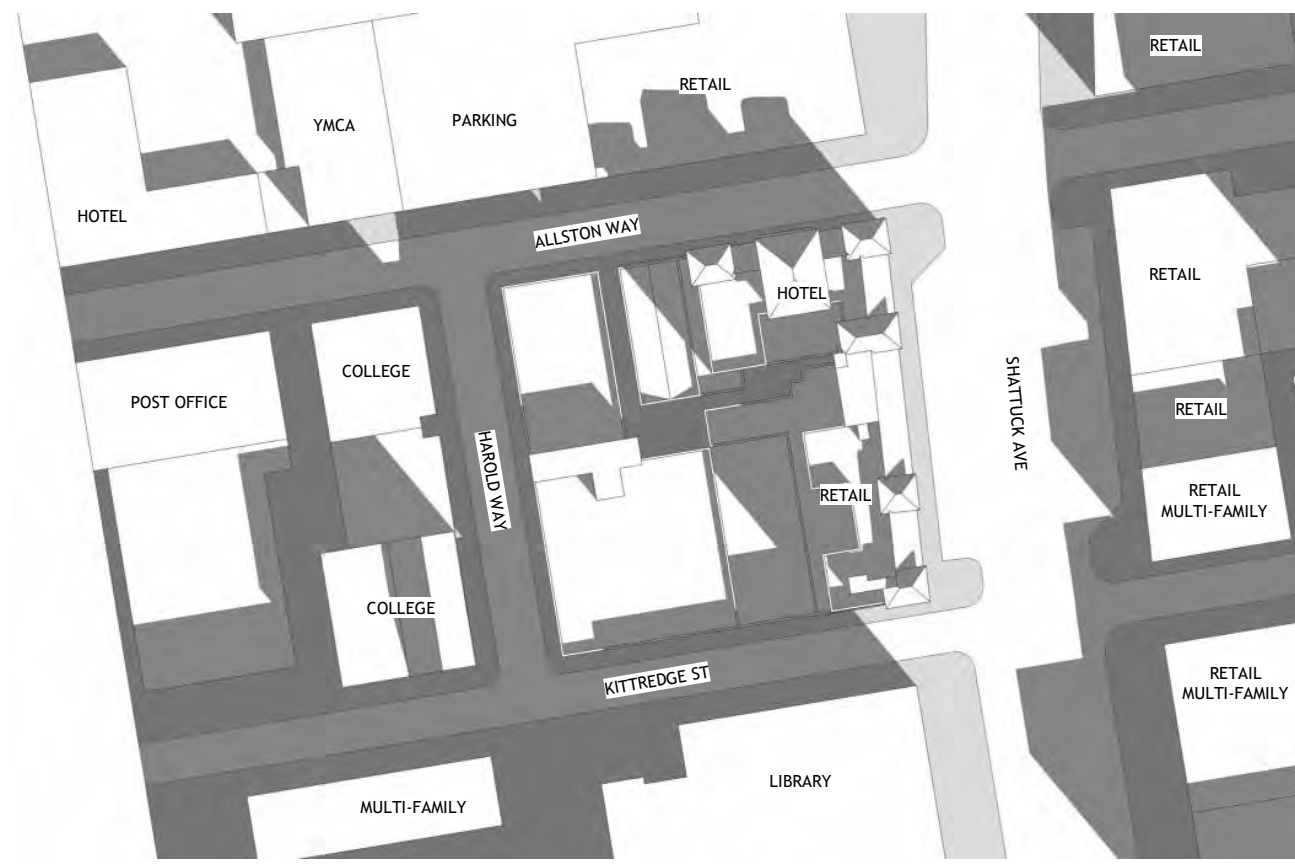 RETAIL
RETAIL
YMCA
PARKING
HOTEL
ALLSTON WAY
RETAIL
HOTEL
COLLEGE
POST OFFICE
SHATTUCK AVE
RETAIL
HAROLD WAY
RETAIL
RETAIL
MULTI-FAMILY
COLLEGE
KITTREDGE ST
RETAIL
MULTI-FAMILY
LIBRARY
MULTI-FAMILY